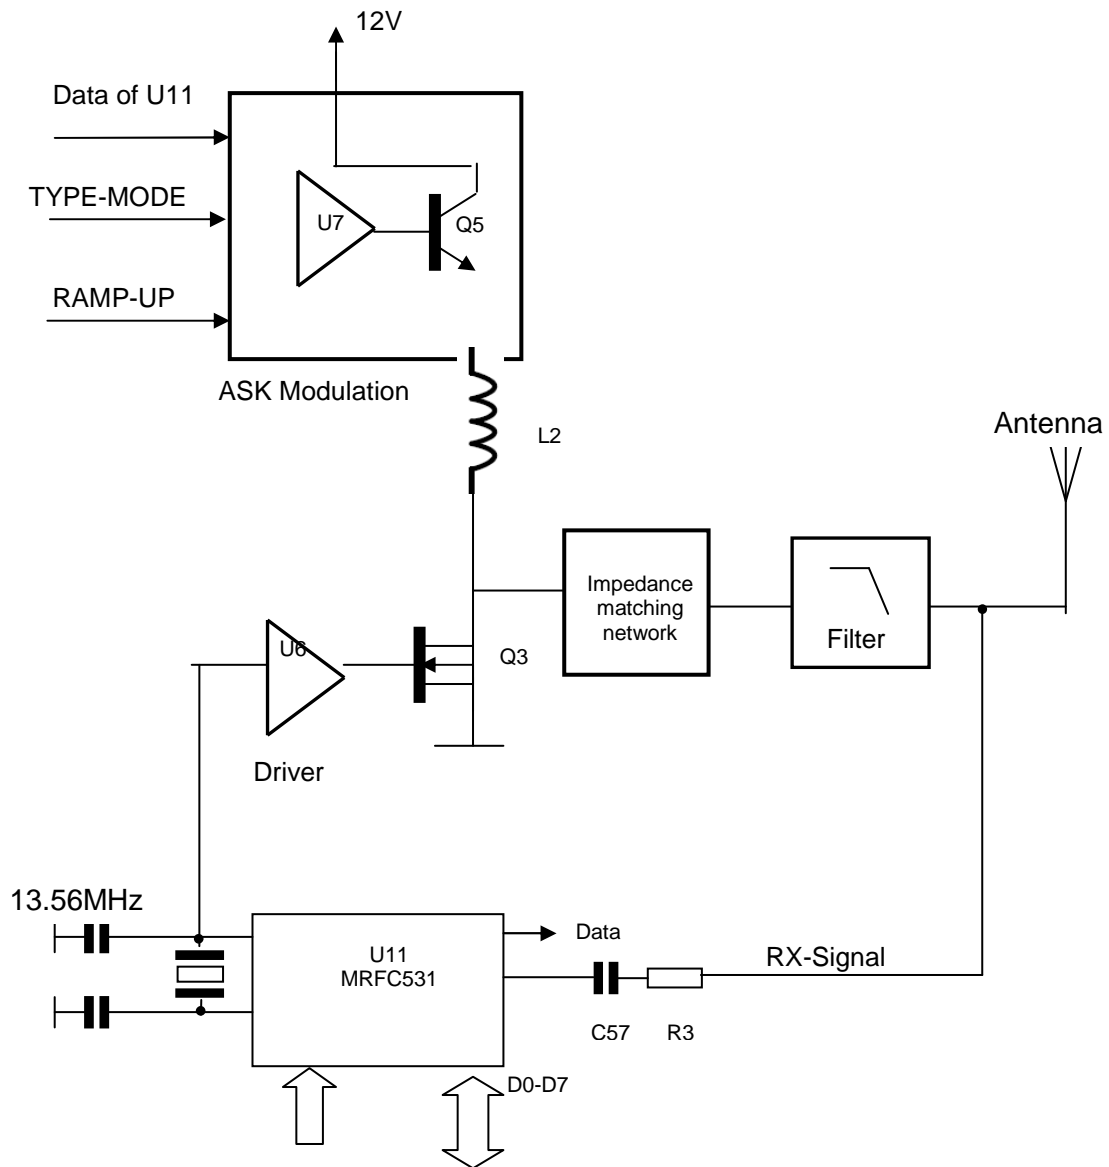 12V
Data of U11
TYPE-MODE
U7
Q5
RAMP-UP
ASK Modulation
L2
Antenna
Impedance
matching
network
Filter
U6
Q3
Driver
13.56MHz
U11
MRFC531
Data
RX-Signal
C57
R3
D0-D7